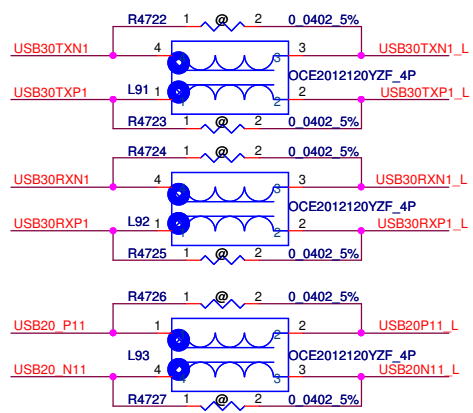 R4722 1 @ 2 0_0402_5%
USB30TXN1 4 3 3 USB30TXN1_L
OCE2012120YZF_4P
USB30TXP1 L91 1 2 2 USB30TXP1_L
R4723 1 @ 2 0_0402_5%
R4724 1 @ 2 0_0402_5%
USB30RXN1 4 3 3 USB30RXN1_L
OCE2012120YZF_4P
USB30RXP1 L92 1 2 2 USB30RXP1_L
R4725 1 @ 2 0_0402_5%
R4726 1 @ 2 0_0402_5%
USB20_P11 1 2 2 USB20P11_L
L93 OCE2012120YZF_4P
USB20_N11 4 3 3 USB20N11_L
R4727 1 @ 2 0_0402_5%